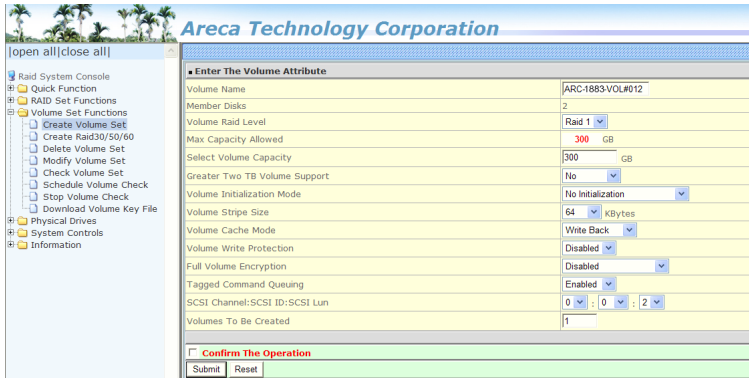 Areca Technology Corporation
|open all|close all|
Raid System Console
Quick Function
RAID Set Functions
Volume Set Functions
Create Volume Set
Create Raid30/50/60
Delete Volume Set
Modify Volume Set
Check Volume Set
Schedule Volume Check
Stop Volume Check
Download Volume Key File
Physical Drives
System Controls
Information
Enter The Volume Attribute
Volume Name ARC-1883-VOL#012
Member Disks 2
Volume Raid Level Raid 1
Max Capacity Allowed 300 GB
Select Volume Capacity 300 GB
Greater Two TB Volume Support No
Volume Initialization Mode No Initialization
Volume Stripe Size 64 KBytes
Volume Cache Mode Write Back
Volume Write Protection Disabled
Full Volume Encryption Disabled
Tagged Command Queuing Enabled
SCSI Channel:SCSI ID:SCSI Lun 0 : 0 : 2
Volumes To Be Created 1
Confirm The Operation
Submit Reset